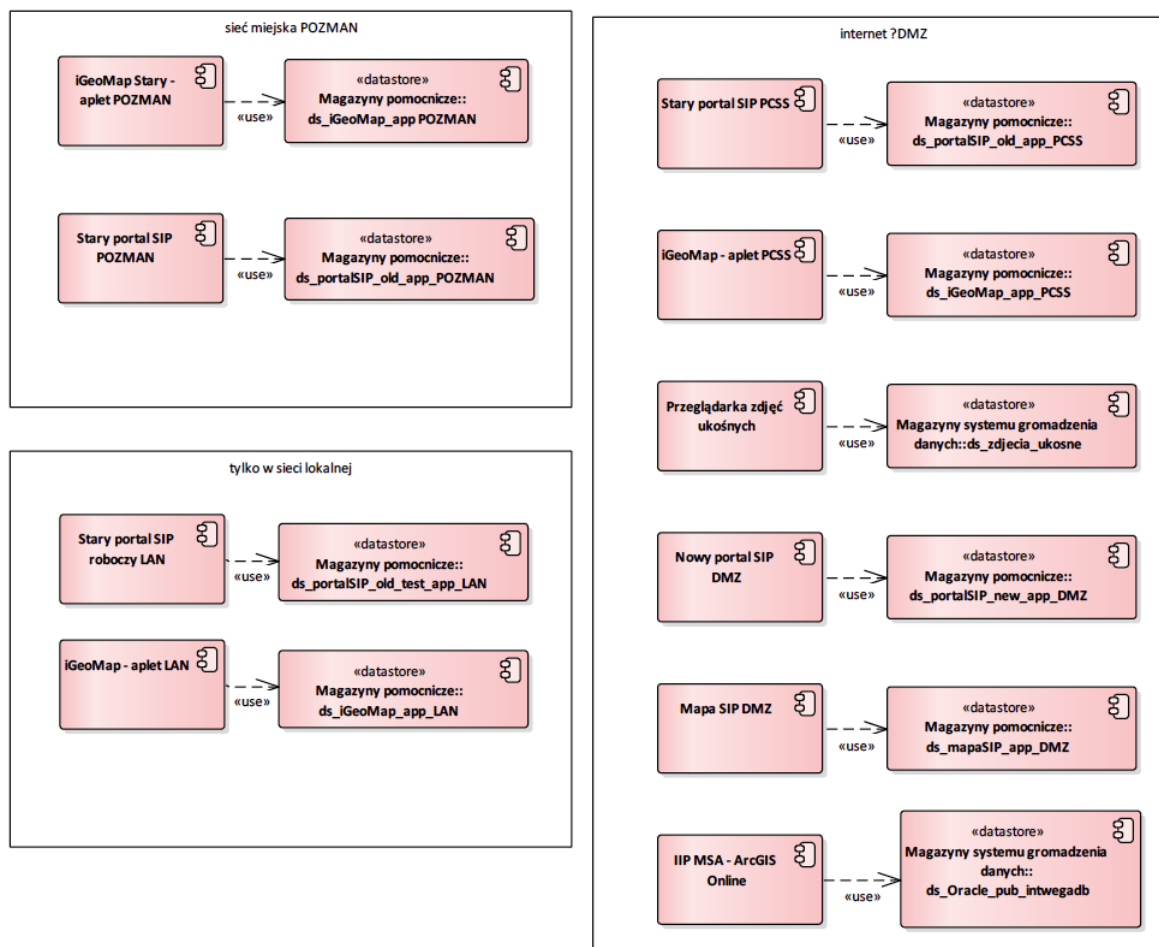 sieć miejska POZMAN
iGeoMap Stary -
aplet POZMAN
«use»
«datastore»
Magazyny pomocnicze::
ds_iGeoMap_app POZMAN
Stary portal SIP
POZMAN
«use»
«datastore»
Magazyny pomocnicze::
ds_portalSIP_old_app_POZMAN
tylko w sieci lokalnej
Stary portal SIP
roboczy LAN
«use»
«datastore»
Magazyny pomocnicze::
ds_portalSIP_old_test_app_LAN
iGeoMap - aplet LAN
«use»
«datastore»
Magazyny pomocnicze::
ds_iGeoMap_app_LAN
internet ?DMZ
Stary portal SIP PCSS
«use»
«datastore»
Magazyny pomocnicze::
ds_portalSIP_old_app_PCSS
iGeoMap - aplet PCSS
«use»
«datastore»
Magazyny pomocnicze::
ds_iGeoMap_app_PCSS
Przeglądarka zdjęć
ukośnych
«use»
«datastore»
Magazyny systemu gromadzenia
danych::ds_zdjecia_ukosne
Nowy portal SIP
DMZ
«use»
«datastore»
Magazyny pomocnicze::
ds_portalSIP_new_app_DMZ
Mapa SIP DMZ
«use»
«datastore»
Magazyny pomocnicze::
ds_mapaSIP_app_DMZ
IIP MSA - ArcGIS
Online
«use»
«datastore»
Magazyny systemu gromadzenia
danych::
ds_Oracle_pub_intwegadb